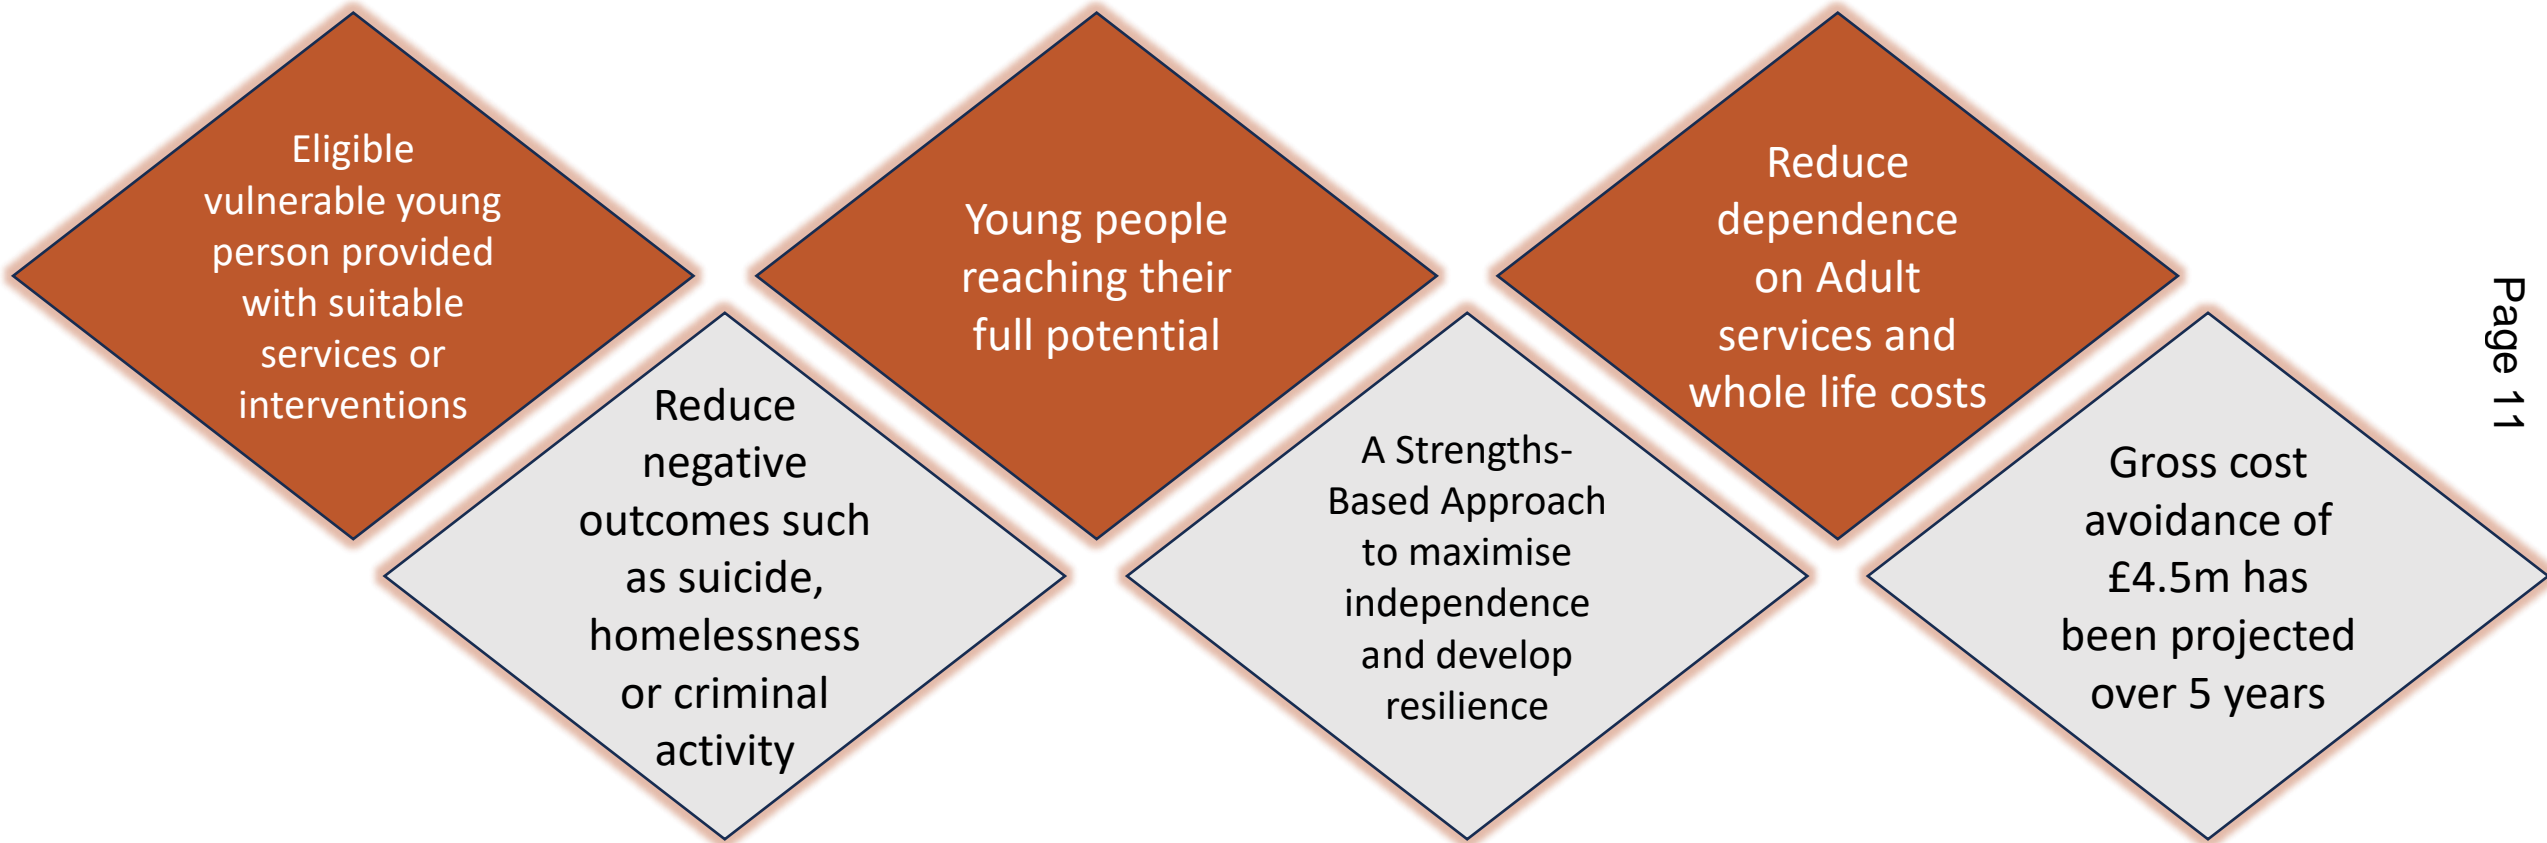 Eligible
vulnerable young
person provided
with suitable
services or
interventions
Reduce
negative
outcomes such
as suicide,
homelessness
or criminal
activity
Young people
reaching their
full potential
A Strengths-
Based Approach
to maximise
independence
and develop
resilience
Reduce
dependence
on Adult
services and
whole life costs
Gross cost
avoidance of
£4.5m has
been projected
over 5 years
Page 11